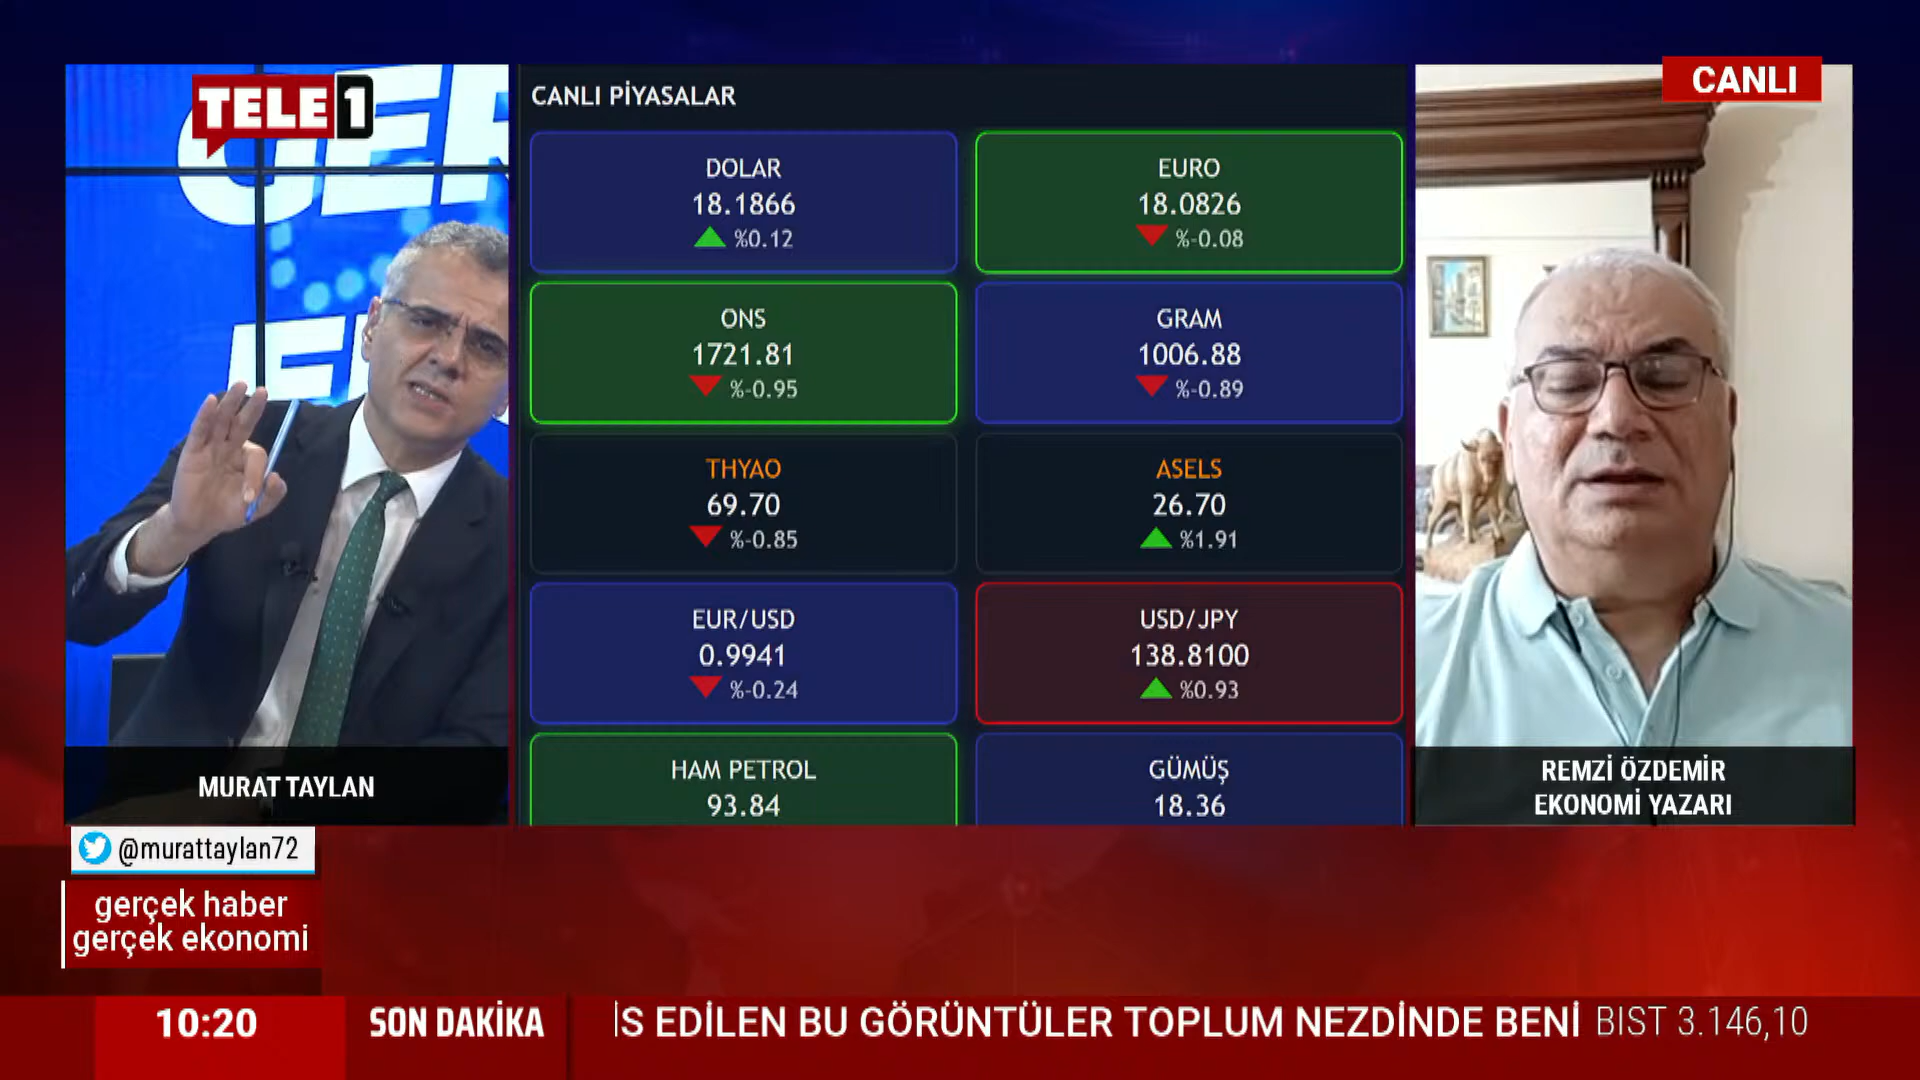 TELE 1
CANLI
CANLI PİYASALAR
DOLAR
18.1866
%0.12
EURO
18.0826
%-0.08
ONS
1721.81
%-0.95
GRAM
1006.88
%-0.89
THYAO
69.70
%-0.85
ASELS
26.70
%1.91
EUR/USD
0.9941
%-0.24
USD/JPY
138.8100
%0.93
HAM PETROL
93.84
GÜMÜŞ
18.36
MURAT TAYLAN
REMZİ ÖZDEMİR
EKONOMİ YAZARI
@murattaylan72
gerçek haber
gerçek ekonomi
10:20
SON DAKİKA
İS EDİLEN BU GÖRÜNTÜLER TOPLUM NEZDİNDE BENİ
BIST 3.146,10